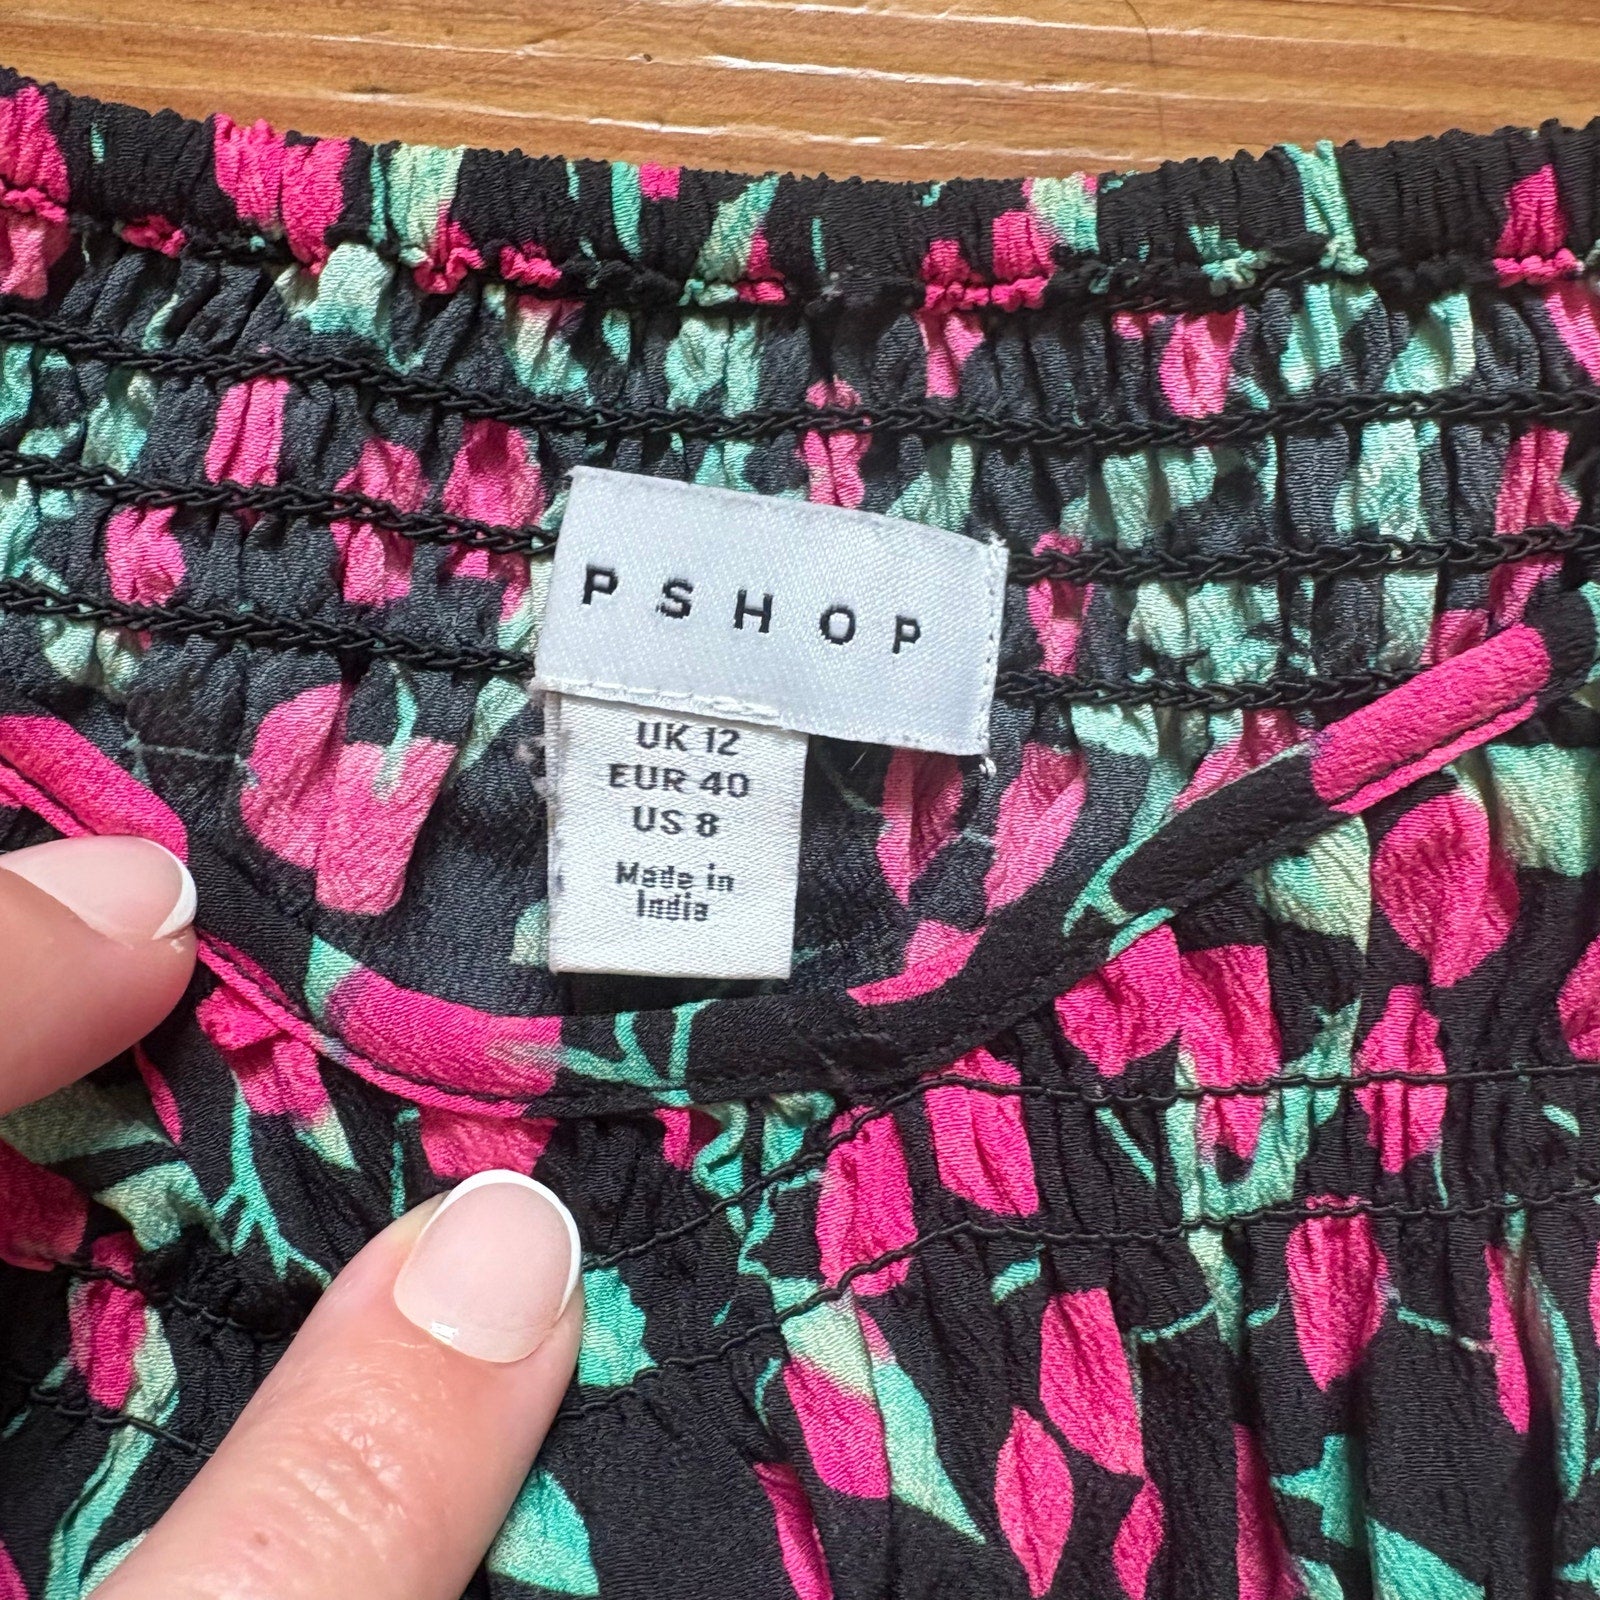 PSHOP
UK 12
EUR 40
US 8
Made in
India